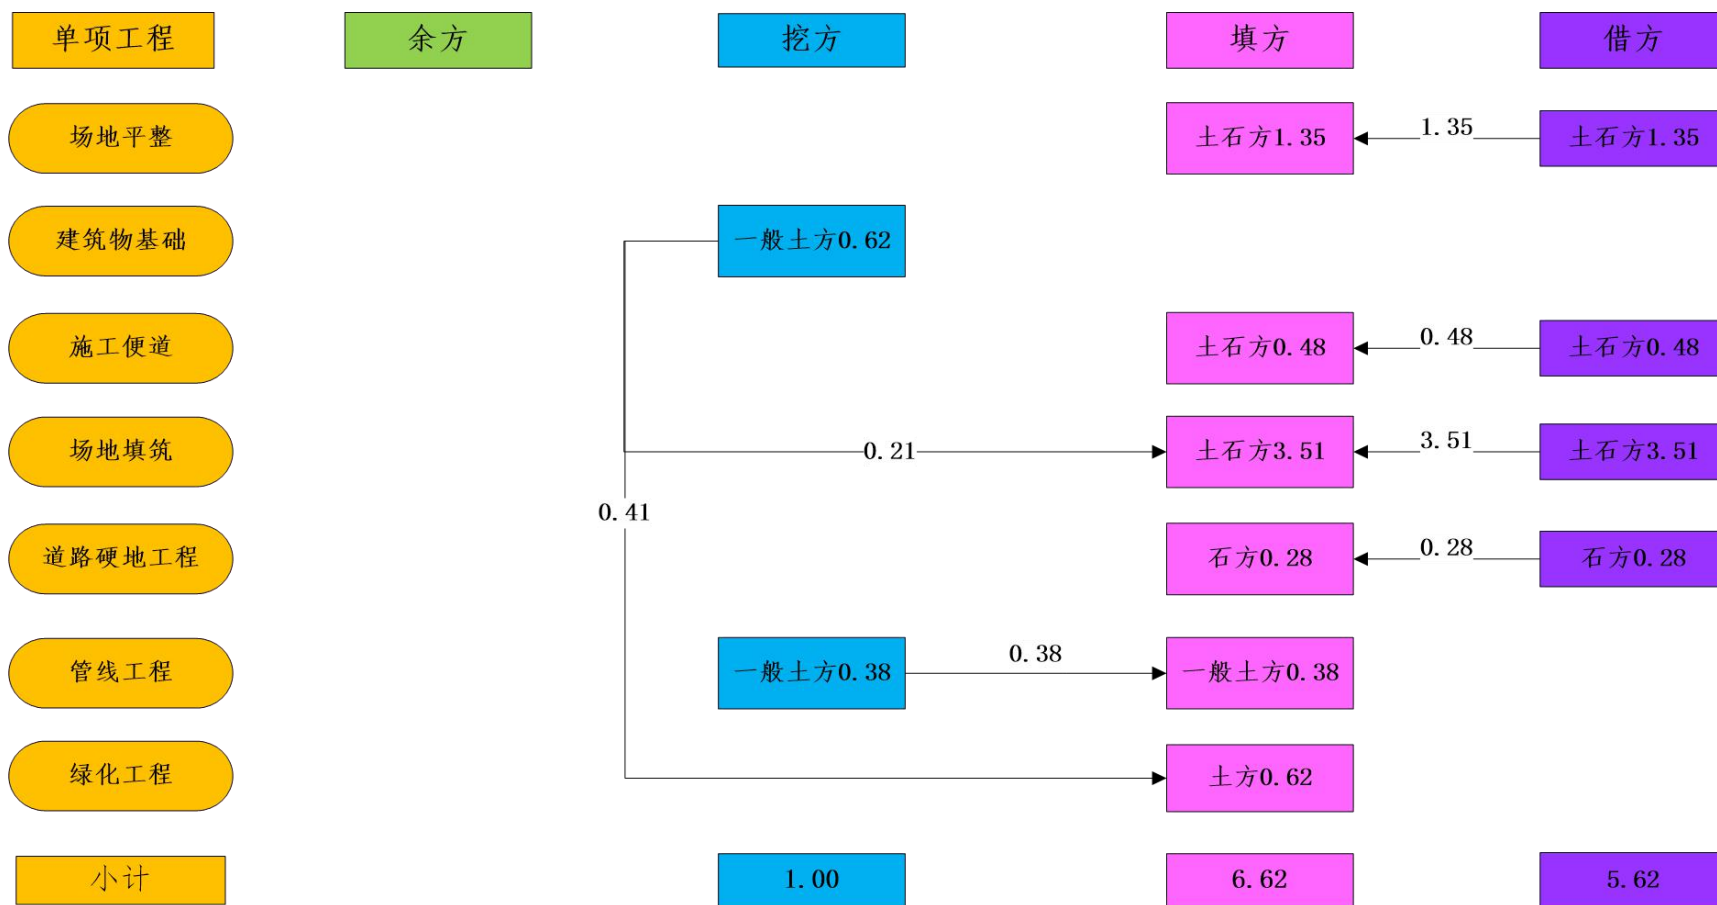 单项工程 余方 挖方 填方 借方
场地平整 土石方1.35 1.35 土石方1.35
建筑物基础 一般土方0.62
施工便道 土石方0.48 0.48 土石方0.48
场地填筑 0.21 土石方3.51 3.51 土石方3.51
0.41
道路硬地工程 石方0.28 0.28 石方0.28
管线工程 一般土方0.38 0.38 一般土方0.38
绿化工程 土方0.62
小计 1.00 6.62 5.62